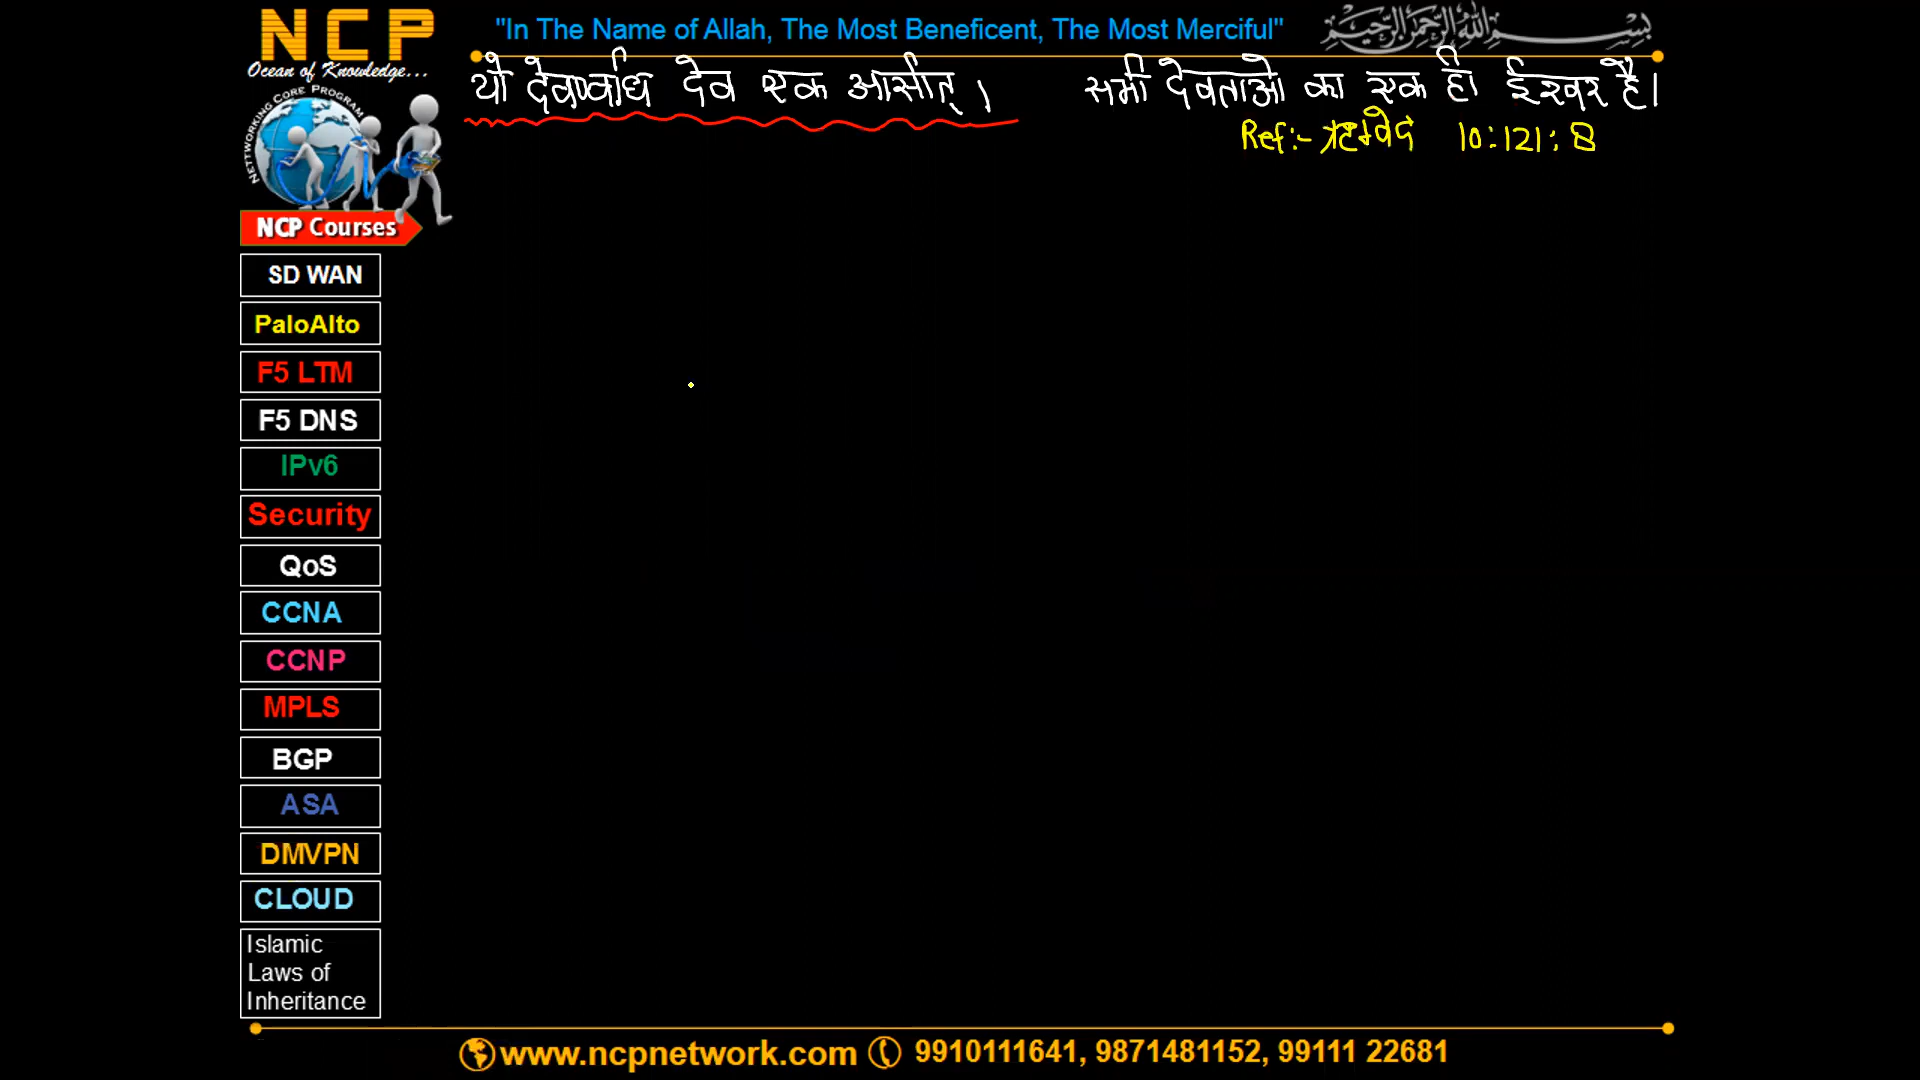 NCP
"In The Name of Allah, The Most Beneficent, The Most Merciful"
بسم الله الرحمن الرحيم
Ocean of Knowledge...
यो देवेष्वधि देव एक आसीत् । सभी देवताओ का एक ही ईश्वर है।
Ref:- ऋग्वेद 10:121:8
NETTWORKING CORE PROGRAM
NCP Courses
SD WAN
PaloAlto
F5 LTM
F5 DNS
IPv6
Security
QoS
CCNA
CCNP
MPLS
BGP
ASA
DMVPN
CLOUD
Islamic
Laws of
Inheritance
www.ncpnetwork.com 9910111641, 9871481152, 99111 22681